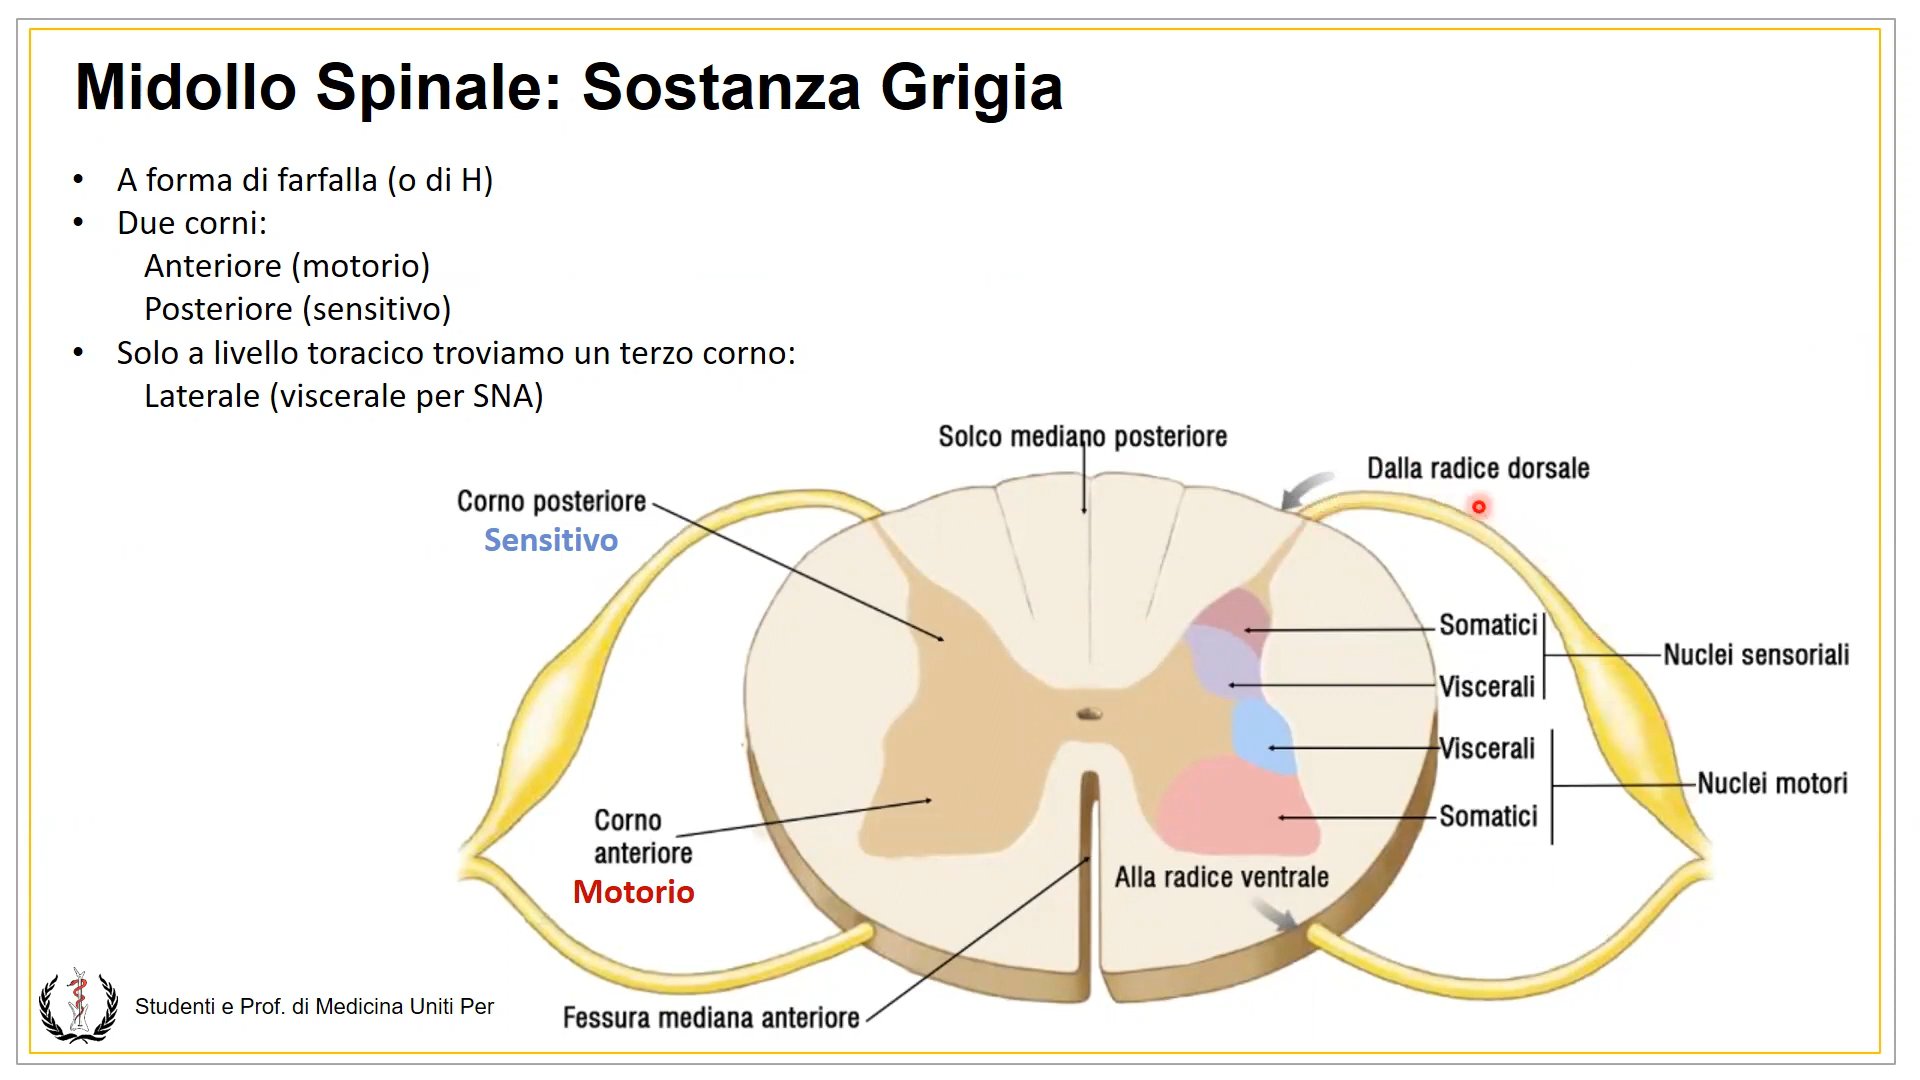 Midollo Spinale: Sostanza Grigia
• A forma di farfalla (o di H)
• Due corni:
Anteriore (motorio)
Posteriore (sensitivo)
• Solo a livello toracico troviamo un terzo corno:
Laterale (viscerale per SNA)
Solco mediano posteriore
Dalla radice dorsale
Corno posteriore
Sensitivo
Somatici
Viscerali
Nuclei sensoriali
Viscerali
Somatici
Nuclei motori
Corno
anteriore
Motorio
Alla radice ventrale
Fessura mediana anteriore
Studenti e Prof. di Medicina Uniti Per